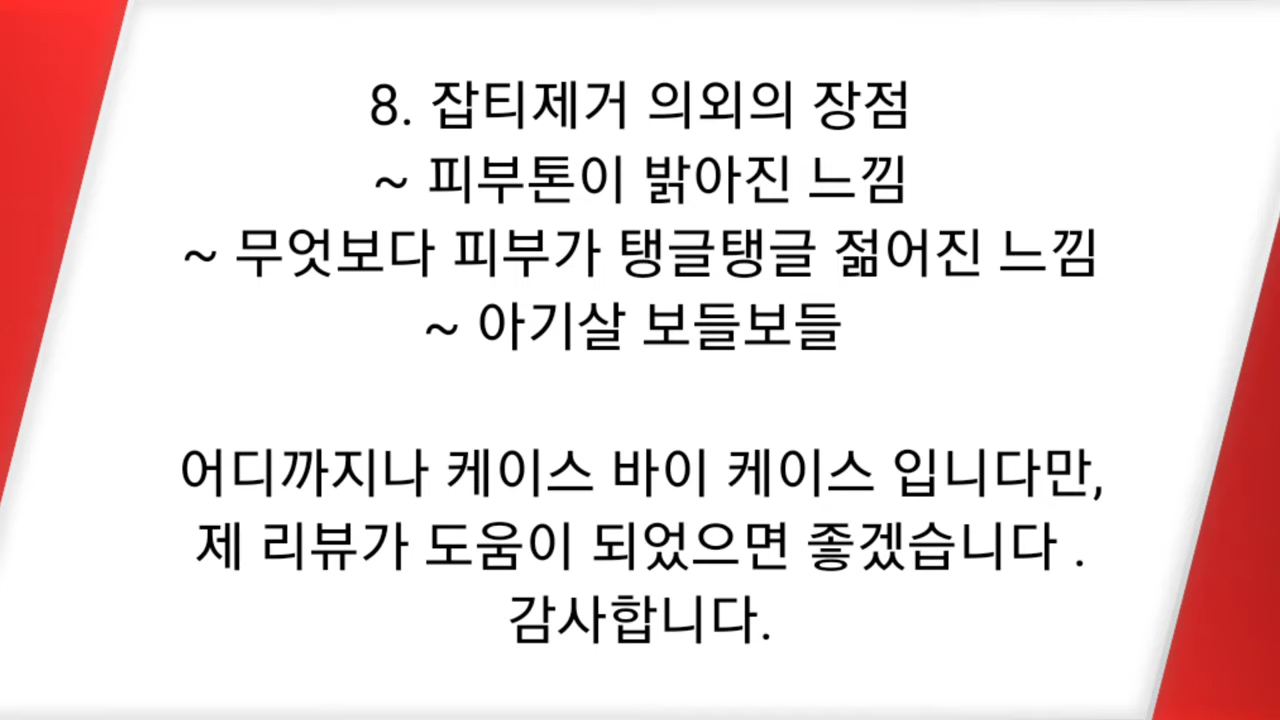 8. 잡티제거 의외의 장점
~ 피부톤이 밝아진 느낌
~ 무엇보다 피부가 탱글탱글 젊어진 느낌
~ 아기살 보들보들
어디까지나 케이스 바이 케이스 입니다만,
제 리뷰가 도움이 되었으면 좋겠습니다 .
감사합니다.